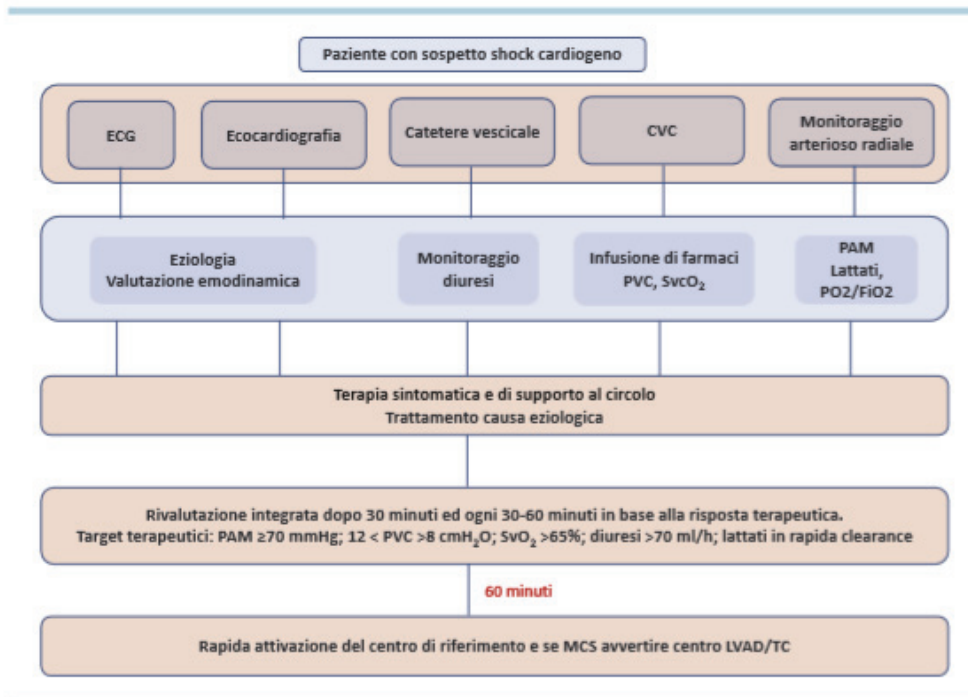 Paziente con sospetto shock cardiogeno
ECG
Ecocardiografia
Catetere vescicale
CVC
Monitoraggio
arterioso radiale
Eziologia
Valutazione emodinamica
Monitoraggio
diuresi
Infusione di farmaci
PVC, SvcO₂
PAM
Lattati,
PO2/FiO2
Terapia sintomatica e di supporto al circolo
Trattamento causa eziologica
Rivalutazione integrata dopo 30 minuti ed ogni 30-60 minuti in base alla risposta terapeutica.
Target terapeutici: PAM ≥70 mmHg; 12 < PVC >8 cmH₂O; SvO₂ >65%; diuresi >70 ml/h; lattati in rapida clearance
60 minuti
Rapida attivazione del centro di riferimento e se MCS avvertire centro LVAD/TC